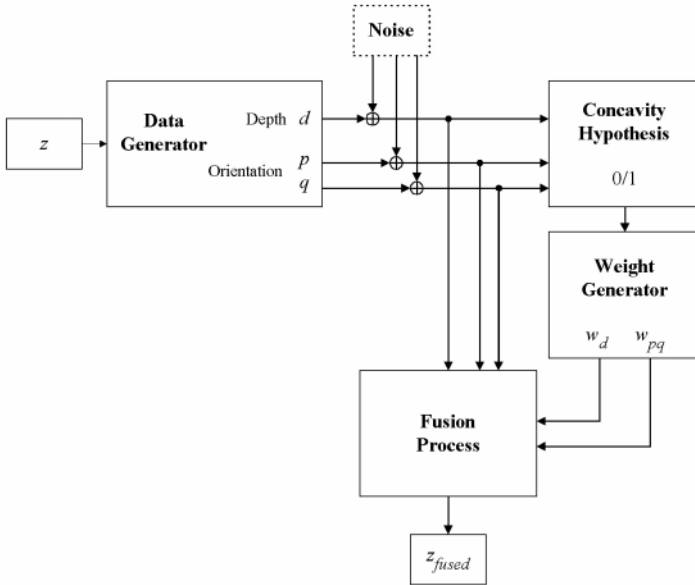 Noise
z
Data
Generator
Depth d
Orientation p
q
Concavity
Hypothesis
0/1
Weight
Generator
w_d w_pq
Fusion
Process
z_fused